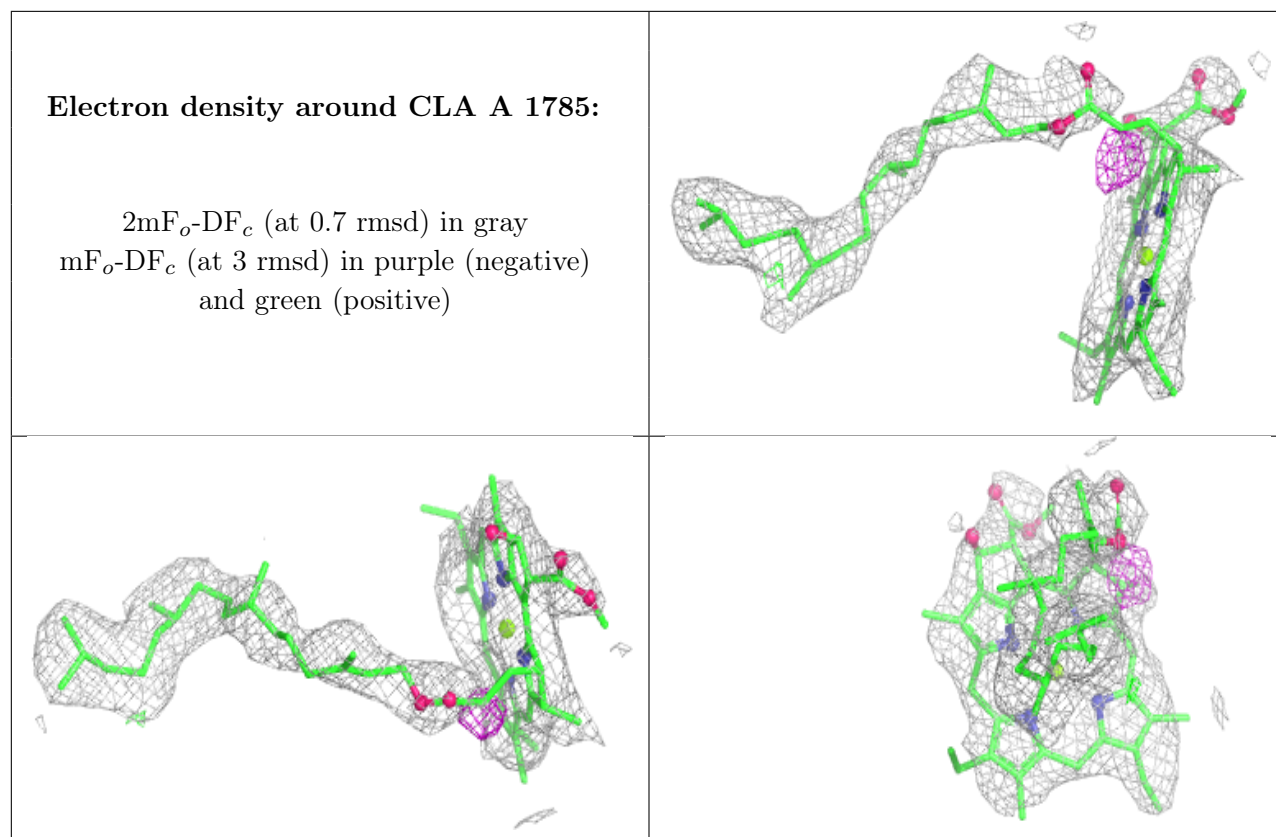 Electron density around CLA A 1785:
2mFₒ-DF𝒸 (at 0.7 rmsd) in gray
mFₒ-DF𝒸 (at 3 rmsd) in purple (negative)
and green (positive)